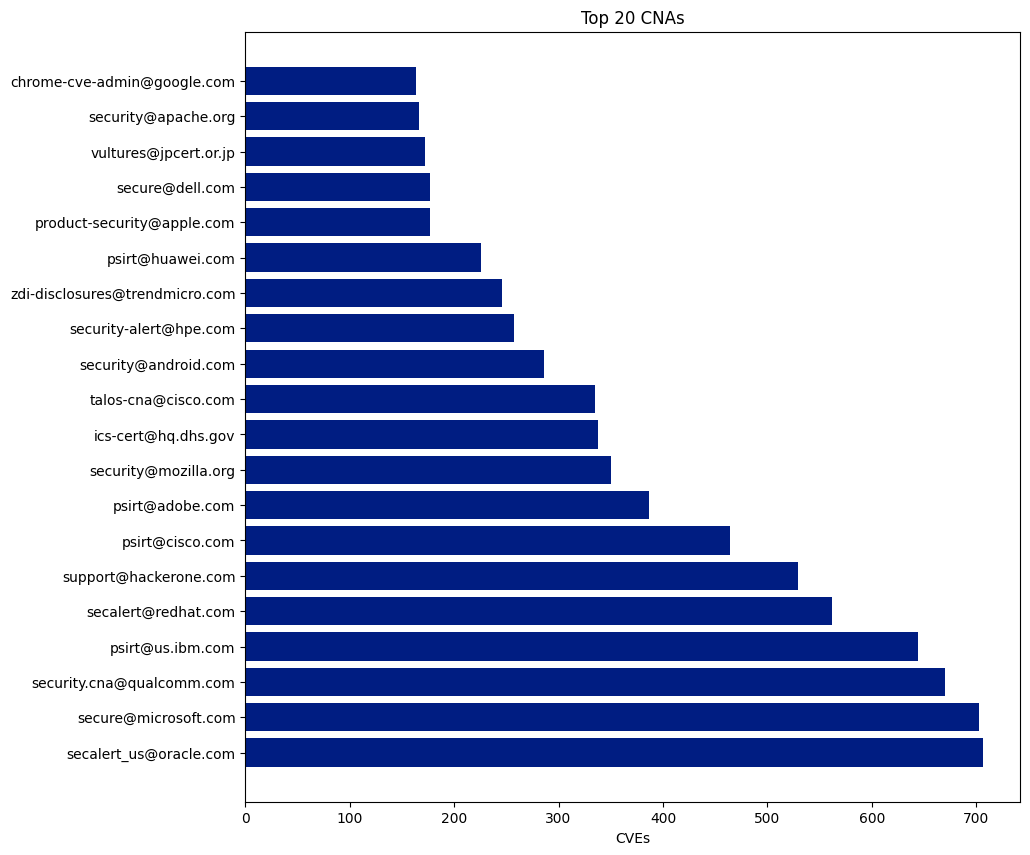 Top 20 CNAs
chrome-cve-admin@google.com
security@apache.org
vultures@jpcert.or.jp
secure@dell.com
product-security@apple.com
psirt@huawei.com
zdi-disclosures@trendmicro.com
security-alert@hpe.com
security@android.com
talos-cna@cisco.com
ics-cert@hq.dhs.gov
security@mozilla.org
psirt@adobe.com
psirt@cisco.com
support@hackerone.com
secalert@redhat.com
psirt@us.ibm.com
security.cna@qualcomm.com
secure@microsoft.com
secalert_us@oracle.com
0 100 200 300 400 500 600 700
CVEs